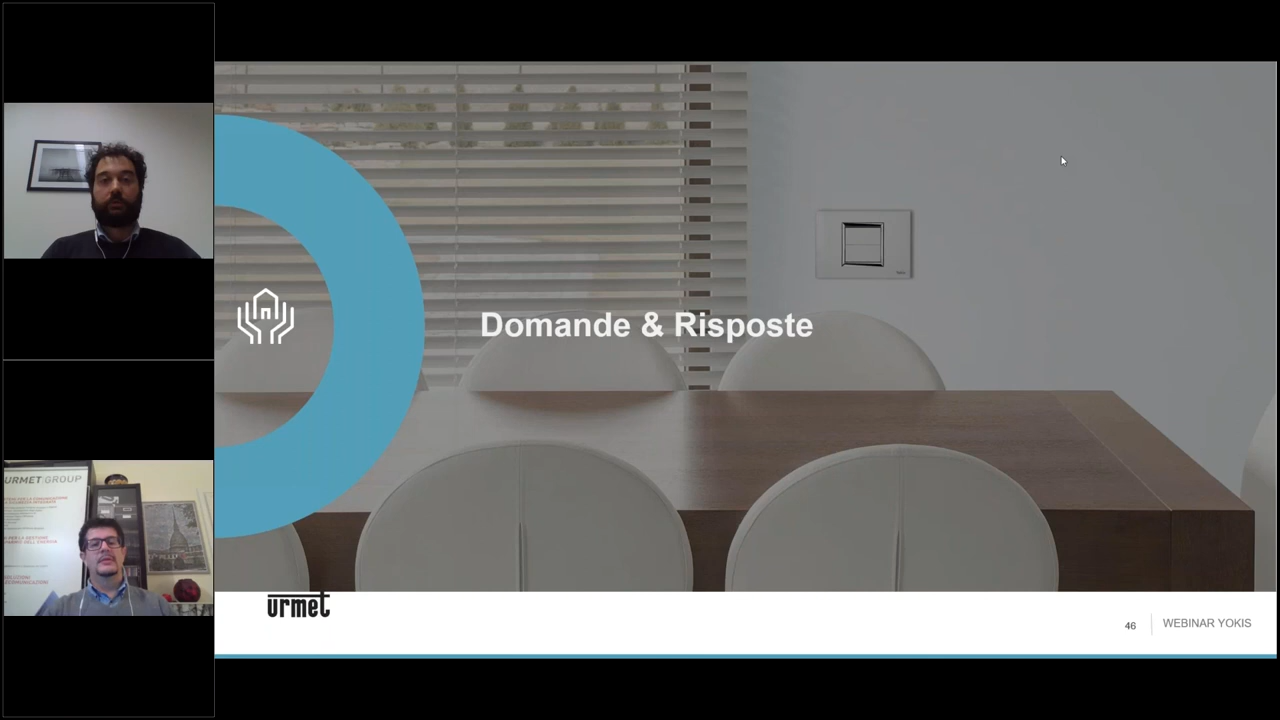 URMET GROUP
Domande & Risposte
urmet
46
WEBINAR YOKIS